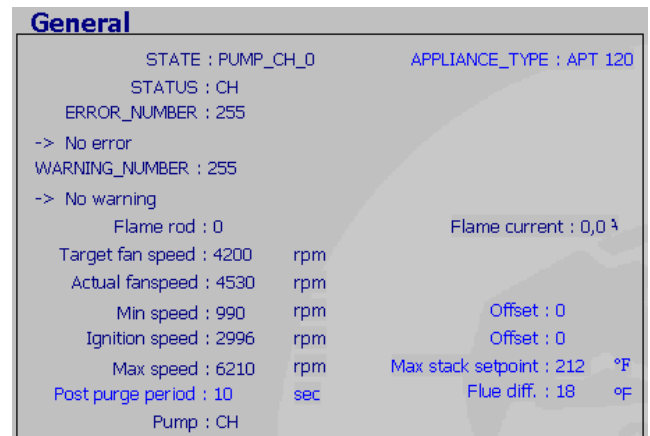 General
STATE : PUMP_CH_0 APPLIANCE_TYPE : APT 120
STATUS : CH
ERROR_NUMBER : 255
-> No error
WARNING_NUMBER : 255
-> No warning
Flame rod : 0 Flame current : 0,0
Target fan speed : 4200 rpm
Actual fanspeed : 4530 rpm
Min speed : 990 rpm Offset : 0
Ignition speed : 2996 rpm Offset : 0
Max speed : 6210 rpm Max stack setpoint : 212 °F
Post purge period : 10 sec Flue diff. : 18 °F
Pump : CH